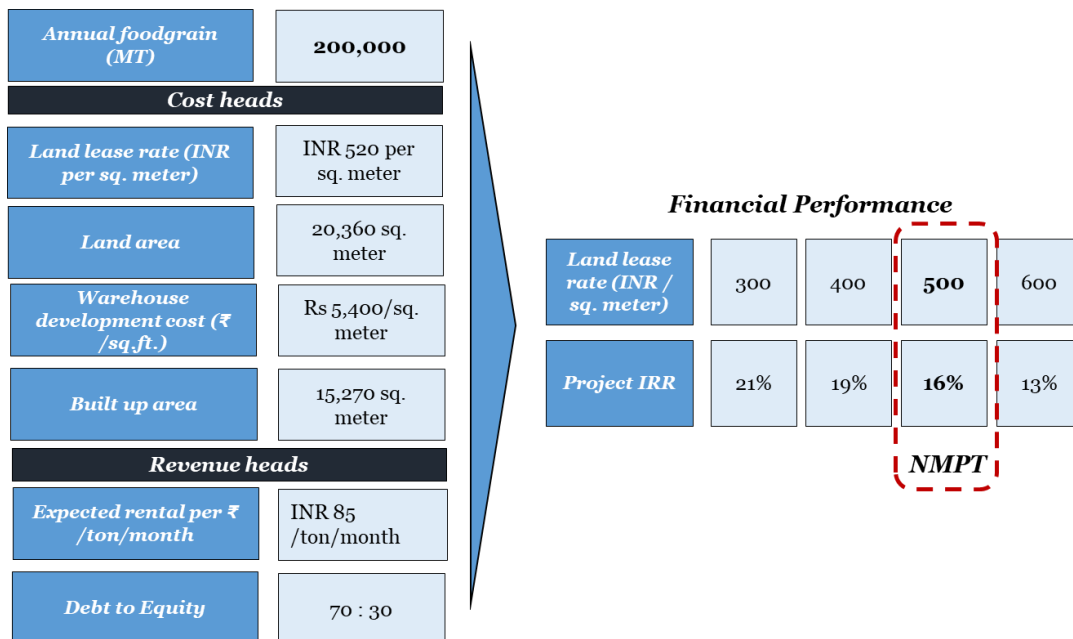 Annual foodgrain
(MT)
200,000
Cost heads
Land lease rate (INR
per sq. meter)
INR 520 per
sq. meter
Land area
20,360 sq.
meter
Warehouse
development cost (₹
/sq.ft.)
Rs 5,400/sq.
meter
Built up area
15,270 sq.
meter
Revenue heads
Expected rental per ₹
/ton/month
INR 85
/ton/month
Debt to Equity
70 : 30
Financial Performance
Land lease
rate (INR /
sq. meter)
300
400
500
600
Project IRR
21%
19%
16%
13%
NMPT